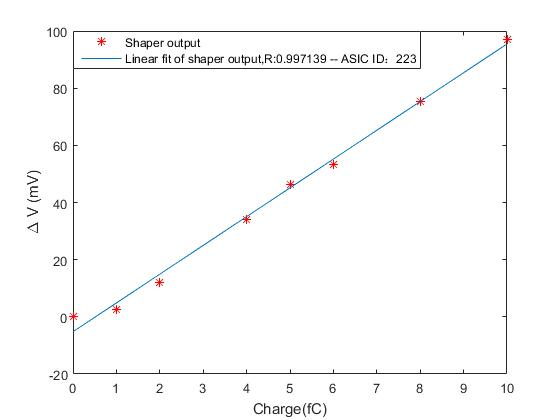 Shaper output
Linear fit of shaper output,R:0.997139 -- ASIC ID：223
100
80
60
40
20
0
-20
Δ V (mV)
0 1 2 3 4 5 6 7 8 9 10
Charge(fC)